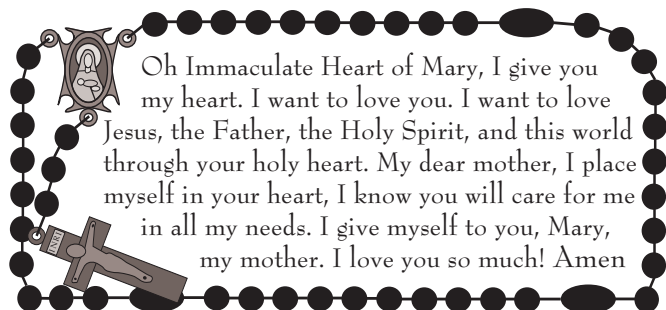 Oh Immaculate Heart of Mary, I give you
my heart. I want to love you. I want to love
Jesus, the Father, the Holy Spirit, and this world
through your holy heart. My dear mother, I place
myself in your heart, I know you will care for me
in all my needs. I give myself to you, Mary,
my mother. I love you so much! Amen
INRI